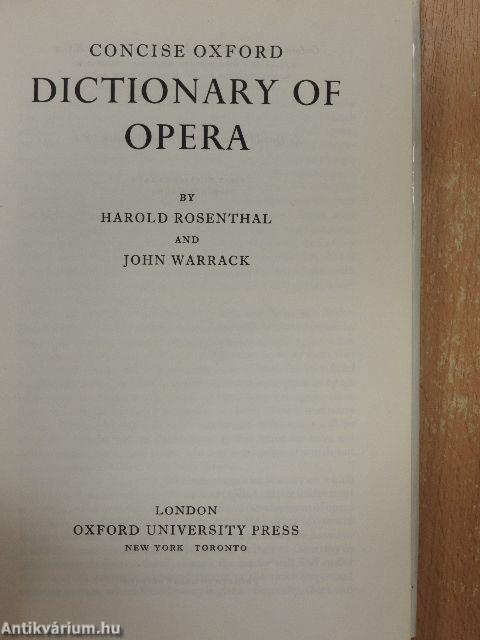 CONCISE OXFORD
DICTIONARY OF
OPERA
BY
HAROLD ROSENTHAL
AND
JOHN WARRACK
LONDON
OXFORD UNIVERSITY PRESS
NEW YORK TORONTO
Antikvárium.hu